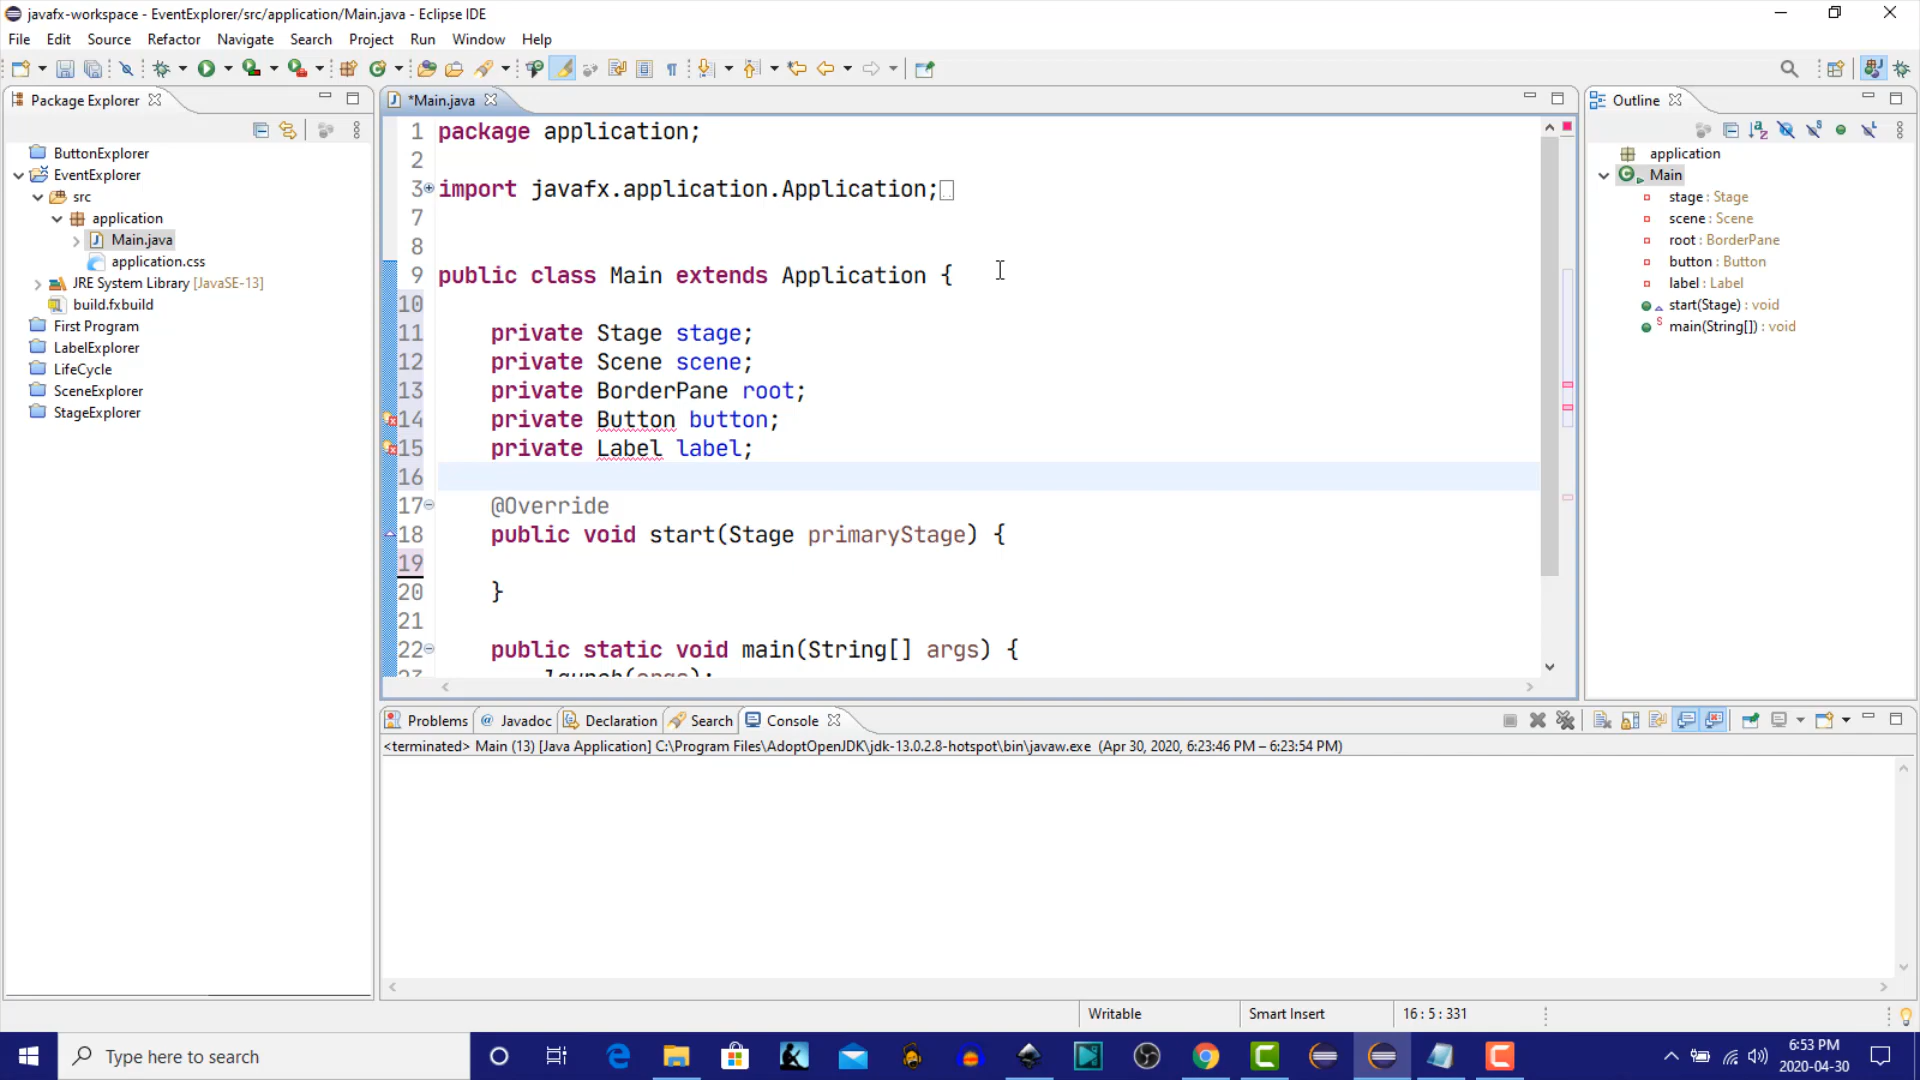 javafx-workspace - EventExplorer/src/application/Main.java - Eclipse IDE
File Edit Source Refactor Navigate Search Project Run Window Help
Package Explorer
ButtonExplorer
EventExplorer
src
application
Main.java
application.css
JRE System Library [JavaSE-13]
build.fxbuild
First Program
LabelExplorer
LifeCycle
SceneExplorer
StageExplorer
*Main.java
1 package application;
2
3 import javafx.application.Application;
7
8
9 public class Main extends Application {
10
11 private Stage stage;
12 private Scene scene;
13 private BorderPane root;
14 private Button button;
15 private Label label;
16
17 @Override
18 public void start(Stage primaryStage) {
19
20 }
21
22 public static void main(String[] args) {
23 launch(args);
Outline
application
Main
stage : Stage
scene : Scene
root : BorderPane
button : Button
label : Label
start(Stage) : void
main(String[]) : void
Problems @ Javadoc Declaration Search Console
<terminated> Main (13) [Java Application] C:\Program Files\AdoptOpenJDK\jdk-13.0.2.8-hotspot\bin\javaw.exe (Apr 30, 2020, 6:23:46 PM – 6:23:54 PM)
Writable Smart Insert 16 : 5 : 331
Type here to search
6:53 PM
2020-04-30